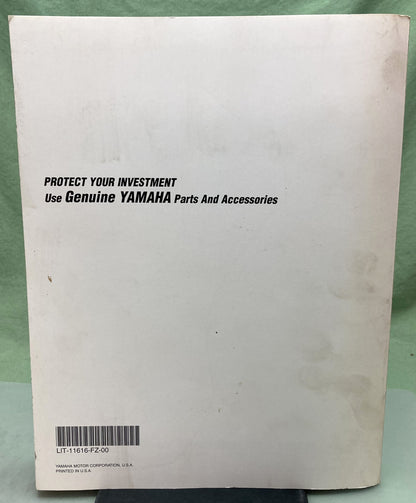 PROTECT YOUR INVESTMENT
Use Genuine YAMAHA Parts And Accessories
LIT-11616-FZ-00
YAMAHA MOTOR CORPORATION, U.S.A.
PRINTED IN U.S.A.